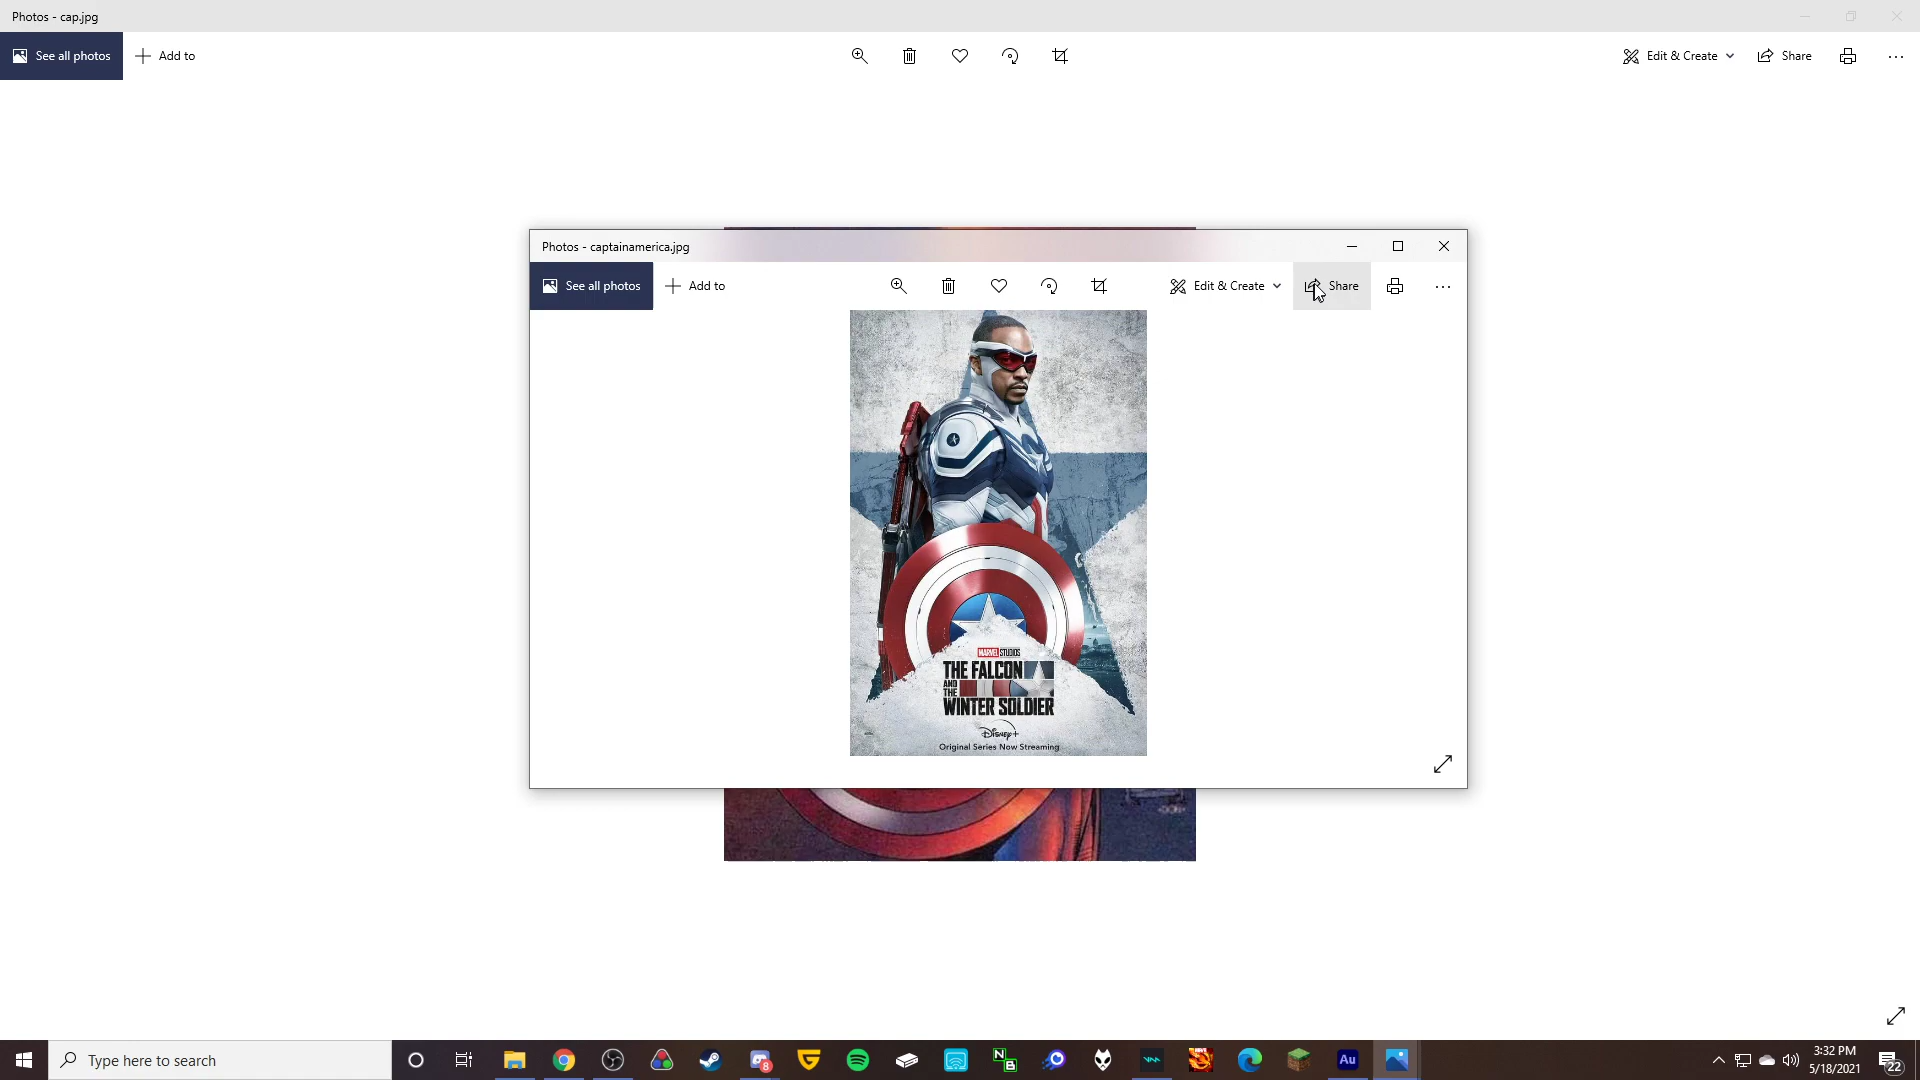 Photos - cap.jpg
See all photos
Add to
Edit & Create
Share
Photos - captainamerica.jpg
See all photos
Add to
Edit & Create
Share
MARVEL STUDIOS
THE FALCON
AND
THE
WINTER SOLDIER
Disney+
Original Series Now Streaming
Type here to search
8
N
B
Au
3:32 PM
5/18/2021
22